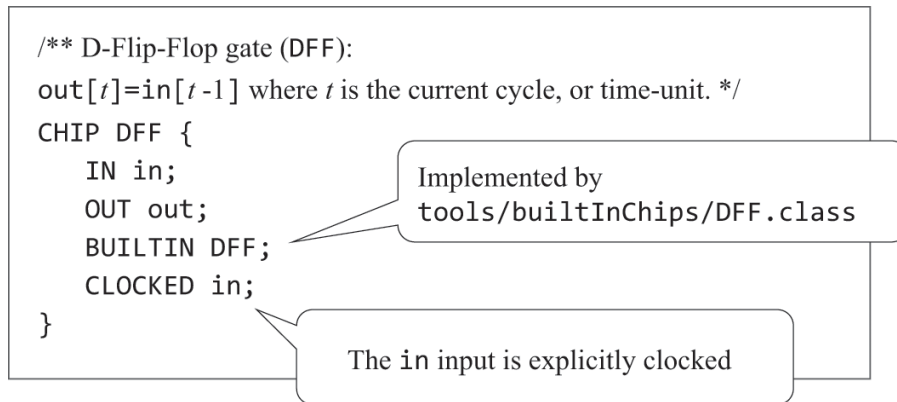 /** D-Flip-Flop gate (DFF):
out[t]=in[t -1] where t is the current cycle, or time-unit. */
CHIP DFF {
IN in;
OUT out;
BUILTIN DFF;
CLOCKED in;
}
Implemented by
tools/builtInChips/DFF.class
The in input is explicitly clocked